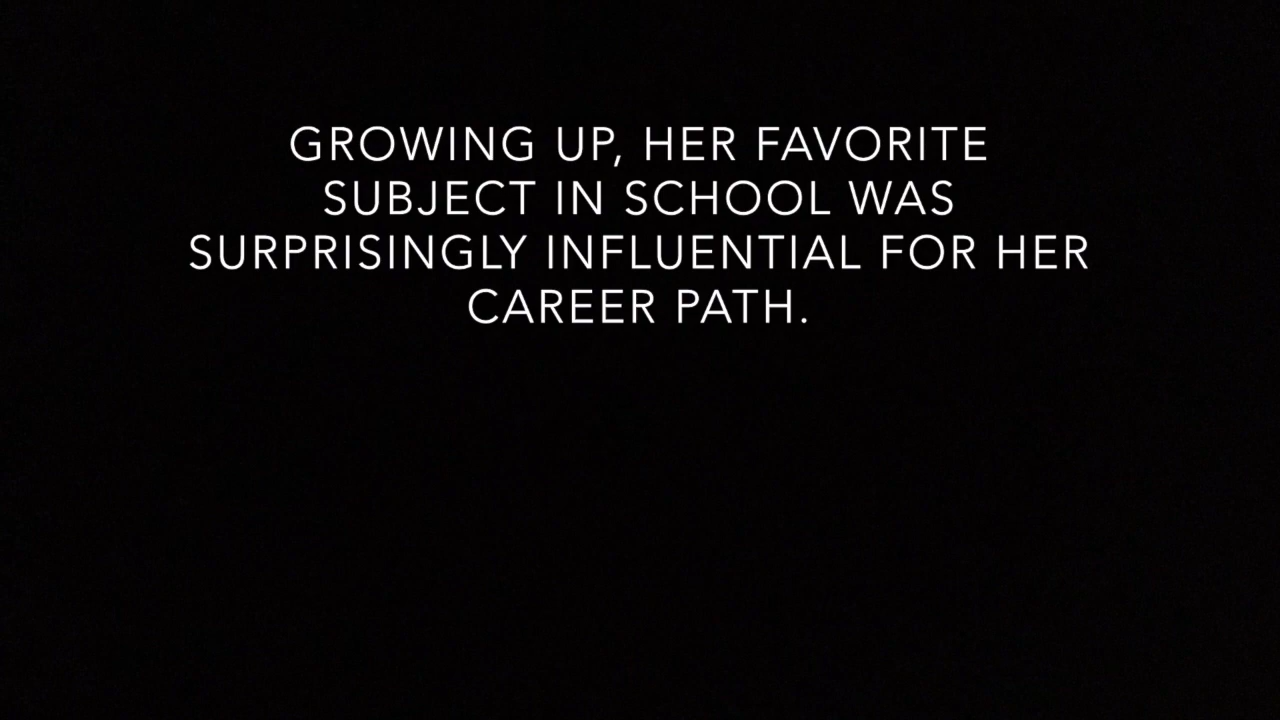 GROWING UP, HER FAVORITE
SUBJECT IN SCHOOL WAS
SURPRISINGLY INFLUENTIAL FOR HER
CAREER PATH.